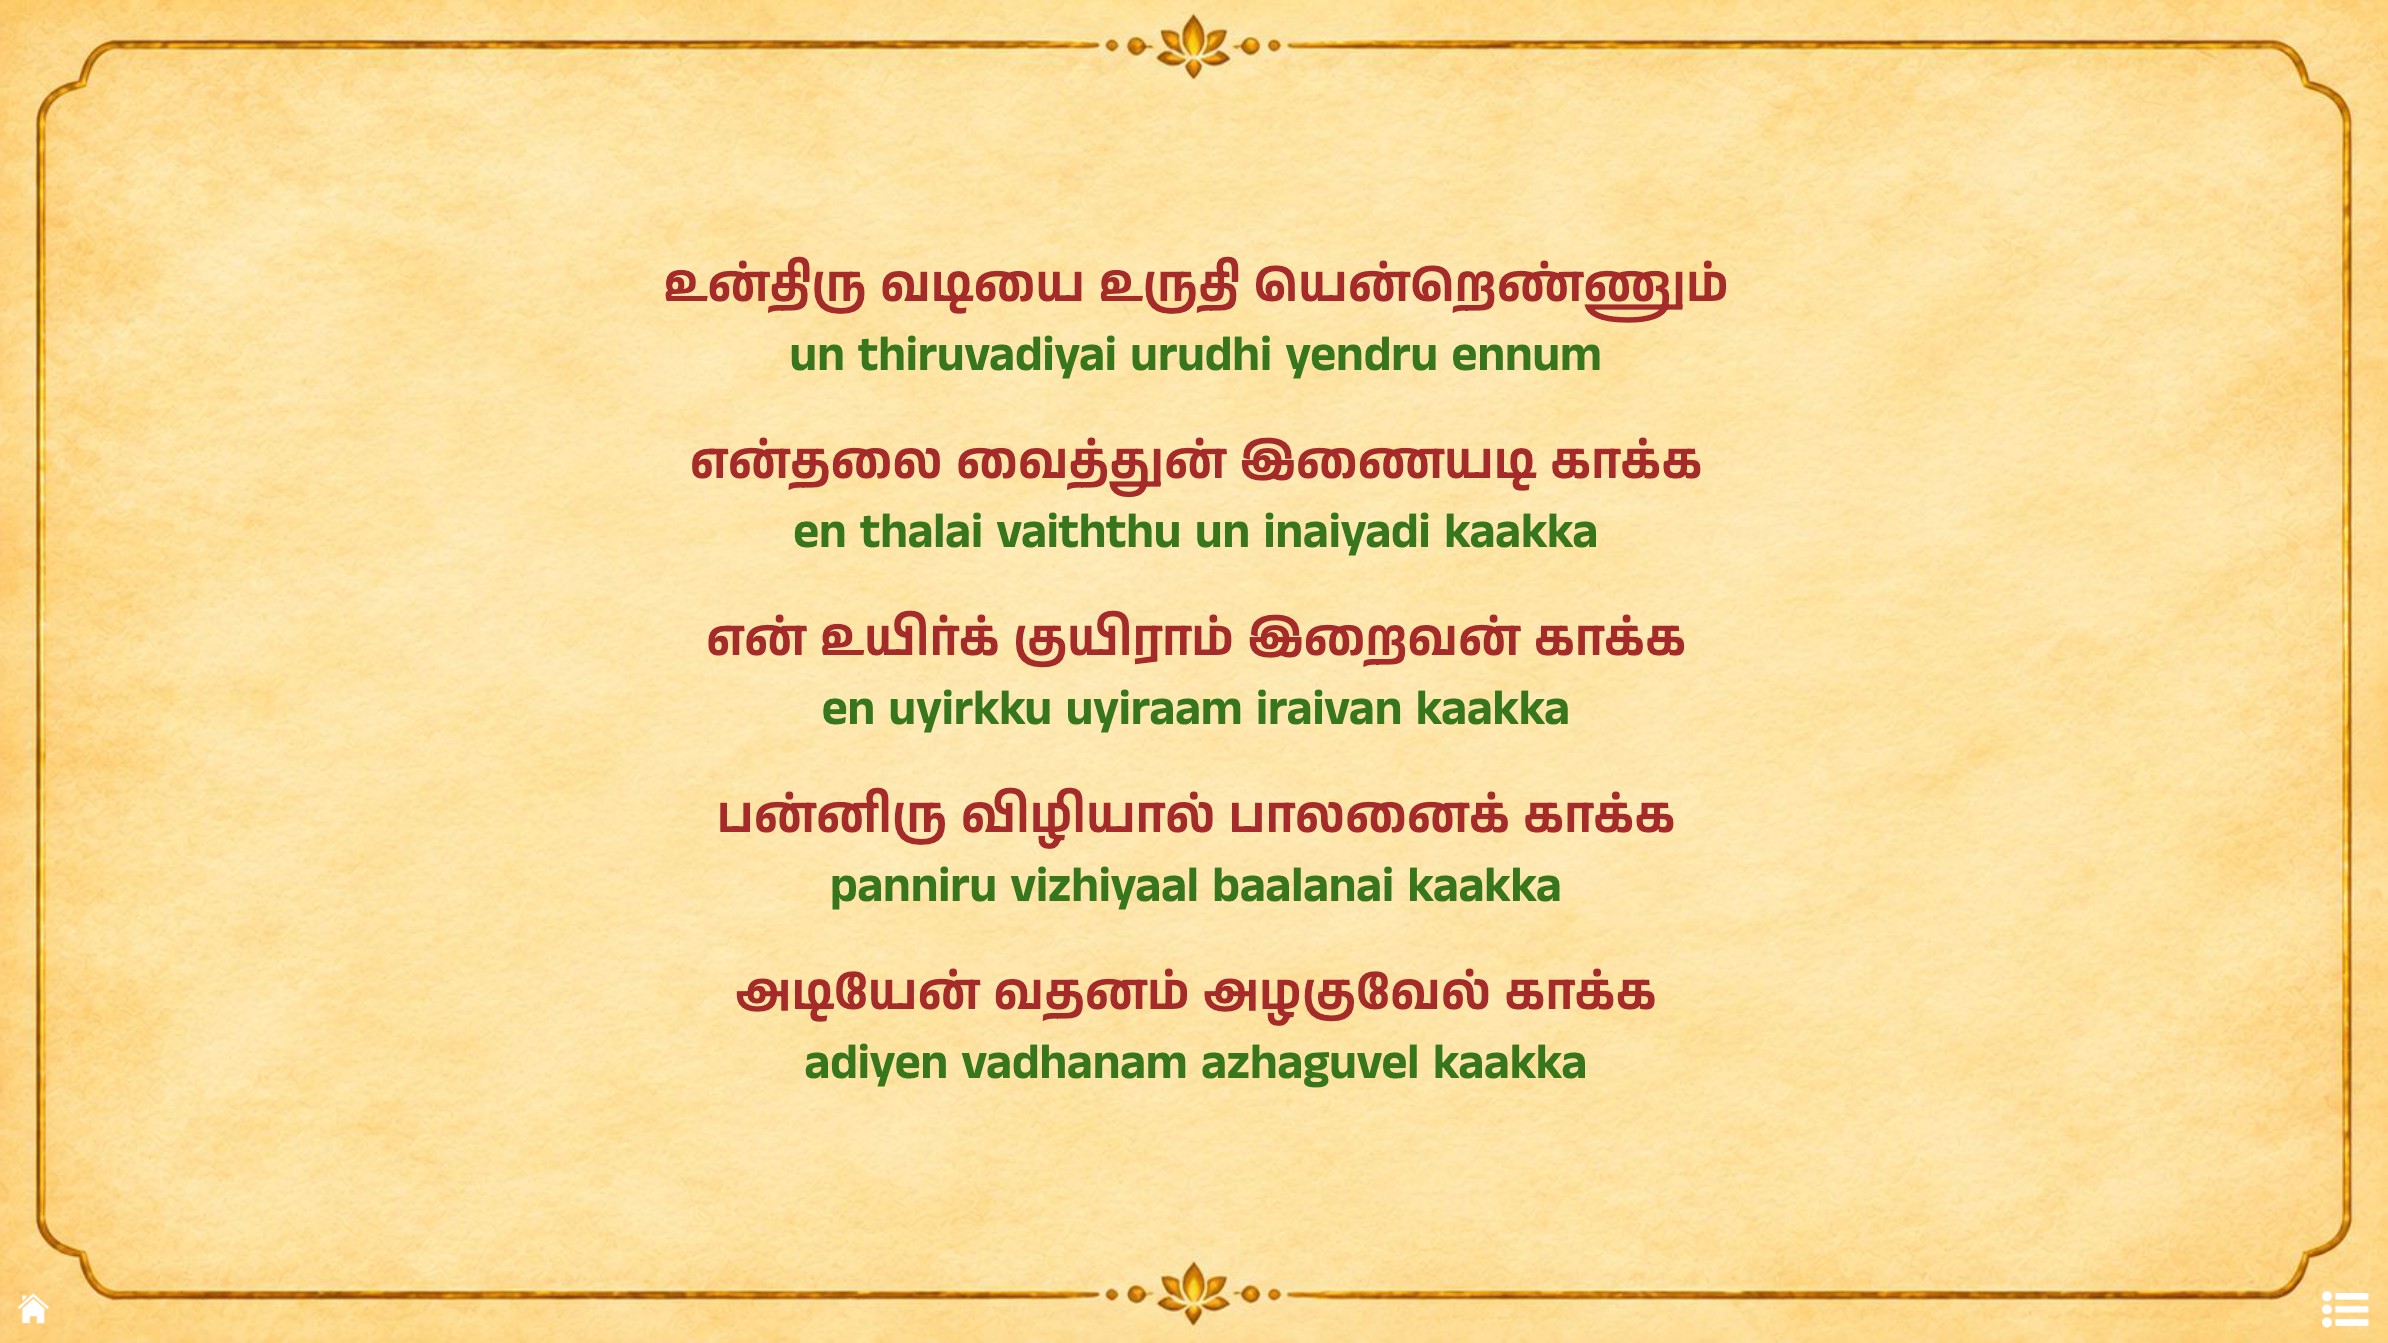 உன்திரு வடியை உருதி யென்றெண்ணும்
un thiruvadiyai urudhi yendru ennum
என்தலை வைத்துன் இணையடி காக்க
en thalai vaiththu un inaiyadi kaakka
என் உயிர்க் குயிராம் இறைவன் காக்க
en uyirkku uyiraam iraivan kaakka
பன்னிரு விழியால் பாலனைக் காக்க
panniru vizhiyaal baalanai kaakka
அடியேன் வதனம் அழகுவேல் காக்க
adiyen vadhanam azhaguvel kaakka